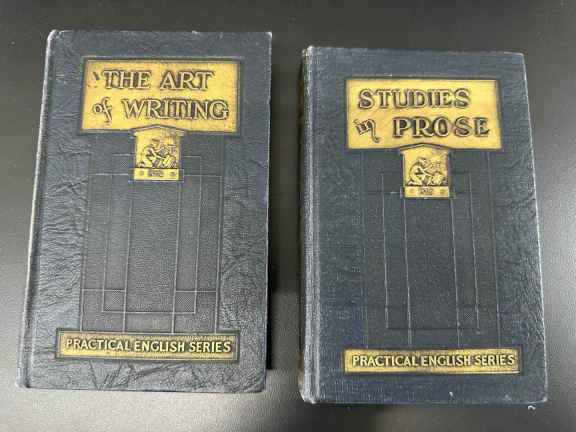 THE ART
of WRITING
PRACTICAL ENGLISH SERIES
STUDIES
in PROSE
PRACTICAL ENGLISH SERIES